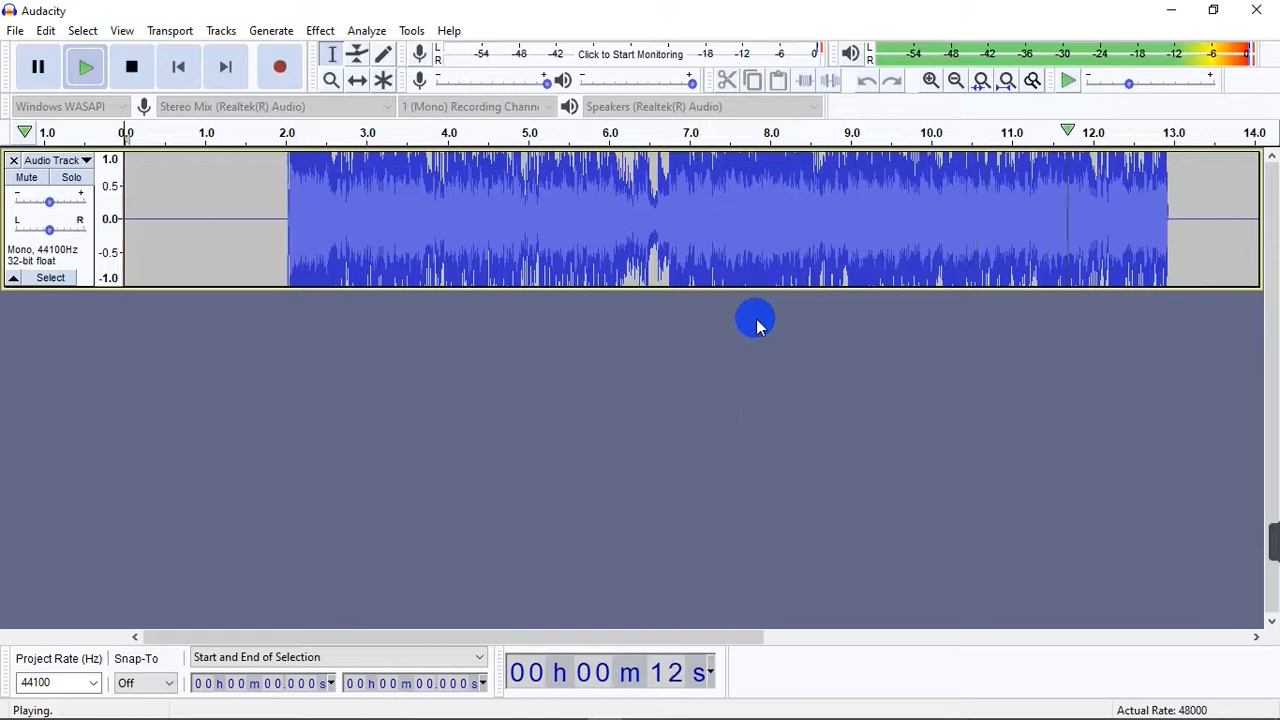 Audacity
File Edit Select View Transport Tracks Generate Effect Analyze Tools Help
L R -54 -48 -42 Click to Start Monitoring -18 -12 -6 0 L R -54 -48 -42 -36 -30 -24 -18 -12 -6 0
Windows WASAPI Stereo Mix (Realtek(R) Audio) 1 (Mono) Recording Chann Speakers (Realtek(R) Audio)
1.0 0.0 1.0 2.0 3.0 4.0 5.0 6.0 7.0 8.0 9.0 10.0 11.0 12.0 13.0 14.0
Audio Track 1.0
Mute Solo
0.5
- +
L R 0.0
Mono, 44100Hz -0.5
32-bit float
Select -1.0
Project Rate (Hz) Snap-To Start and End of Selection
44100 Off 00 h 00 m 00.000 s 00 h 00 m 00.000 s 00 h 00 m 12 s
Playing. Actual Rate: 48000